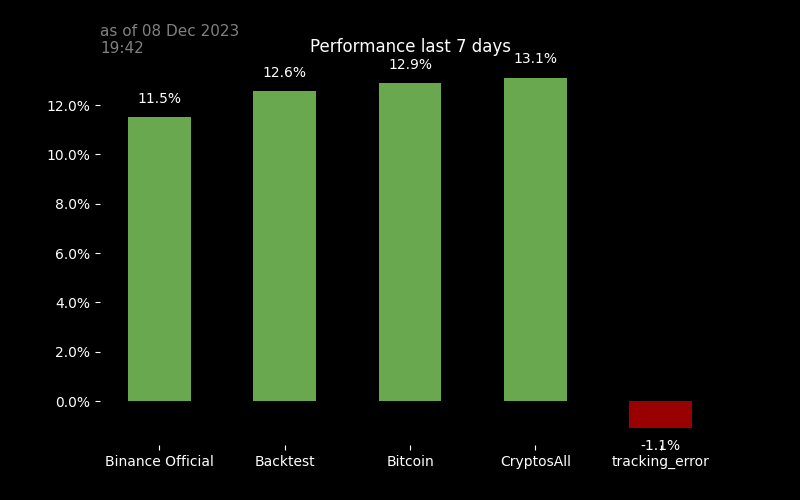 as of 08 Dec 2023
19:42
Performance last 7 days
11.5%
12.6%
12.9%
13.1%
-1.1%
12.0%
10.0%
8.0%
6.0%
4.0%
2.0%
0.0%
Binance Official
Backtest
Bitcoin
CryptosAll
tracking_error